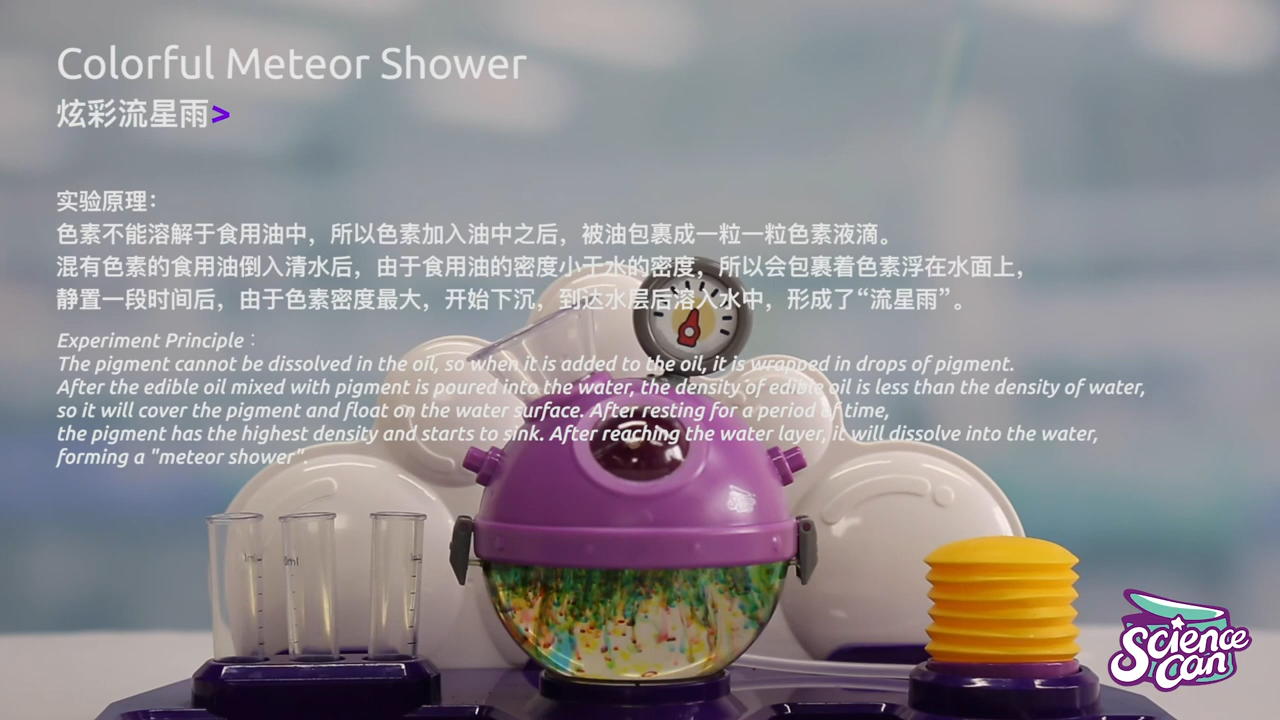 Colorful Meteor Shower
炫彩流星雨>
实验原理：
色素不能溶解于食用油中，所以色素加入油中之后，被油包裹成一粒一粒色素液滴。
混有色素的食用油倒入清水后，由于食用油的密度小于水的密度，所以会包裹着色素浮在水面上，
静置一段时间后，由于色素密度最大，开始下沉，到达水层后溶入水中，形成了“流星雨”。
Experiment Principle：
The pigment cannot be dissolved in the oil, so when it is added to the oil, it is wrapped in drops of pigment.
After the edible oil mixed with pigment is poured into the water, the density of edible oil is less than the density of water,
so it will cover the pigment and float on the water surface. After resting for a period of time,
the pigment has the highest density and starts to sink. After reaching the water layer, it will dissolve into the water,
forming a "meteor shower".
Science
can